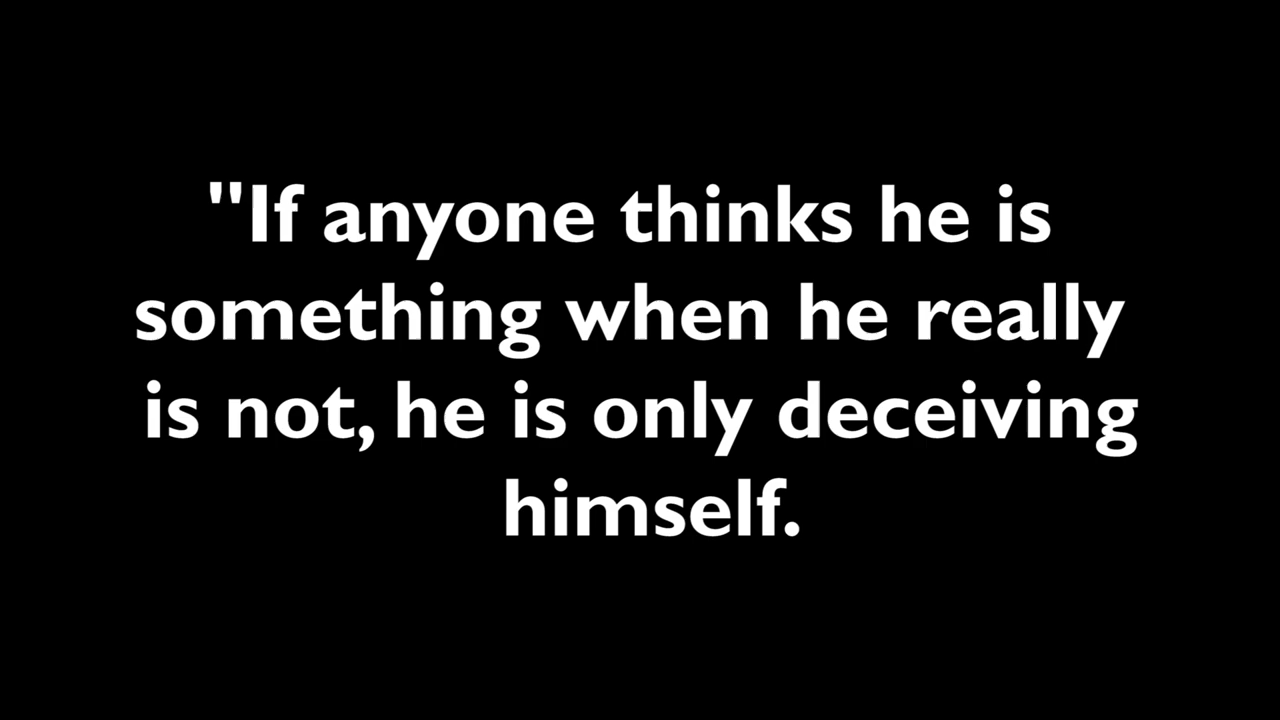 "If anyone thinks he is
something when he really
is not, he is only deceiving
himself.